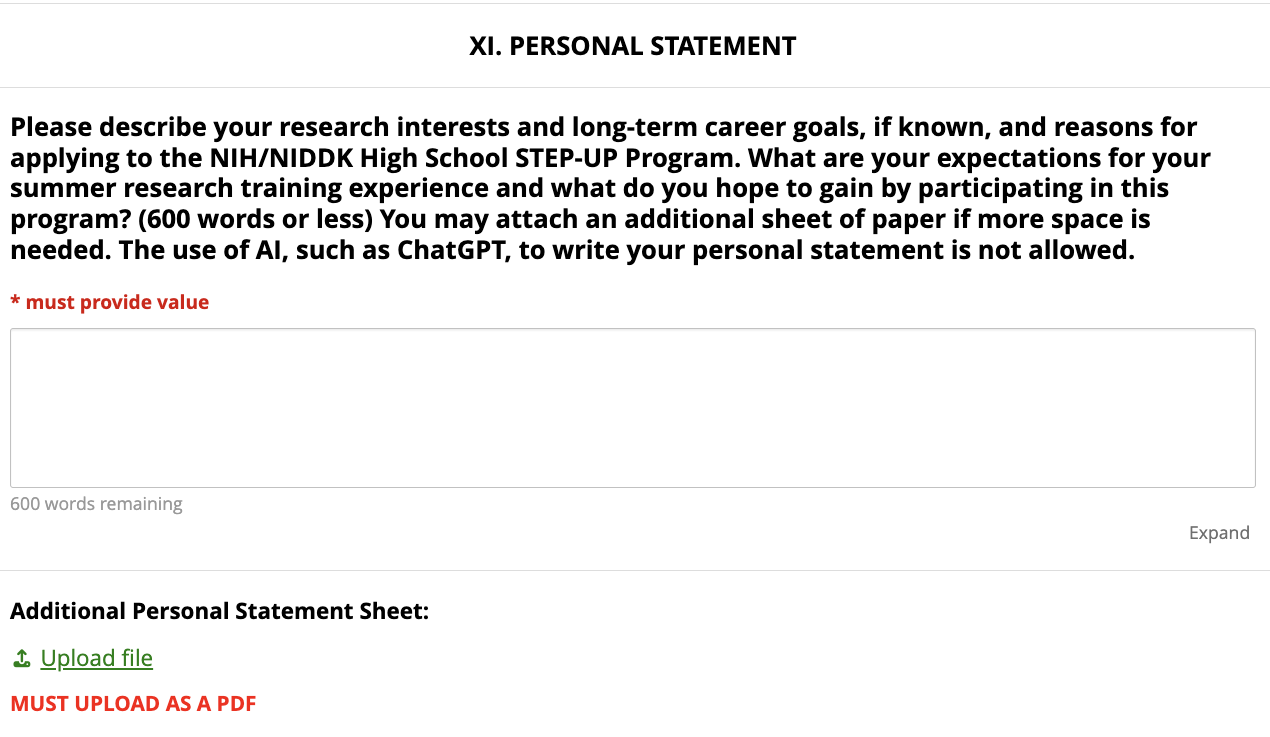 XI. PERSONAL STATEMENT
Please describe your research interests and long-term career goals, if known, and reasons for
applying to the NIH/NIDDK High School STEP-UP Program. What are your expectations for your
summer research training experience and what do you hope to gain by participating in this
program? (600 words or less) You may attach an additional sheet of paper if more space is
needed. The use of AI, such as ChatGPT, to write your personal statement is not allowed.
* must provide value
600 words remaining
Expand
Additional Personal Statement Sheet:
Upload file
MUST UPLOAD AS A PDF